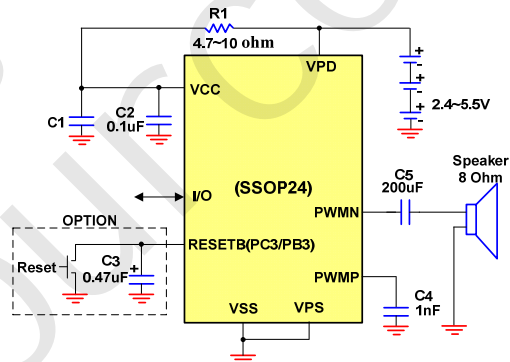 R1
4.7~10 ohm
VPD
VCC
C1
C2
0.1uF
+
-
+
-
+
-
2.4~5.5V
I/O
(SSOP24)
C5
200uF
Speaker
8 Ohm
PWMN
OPTION
RESETB(PC3/PB3)
Reset
C3
0.47uF
+
PWMP
C4
1nF
VSS
VPS